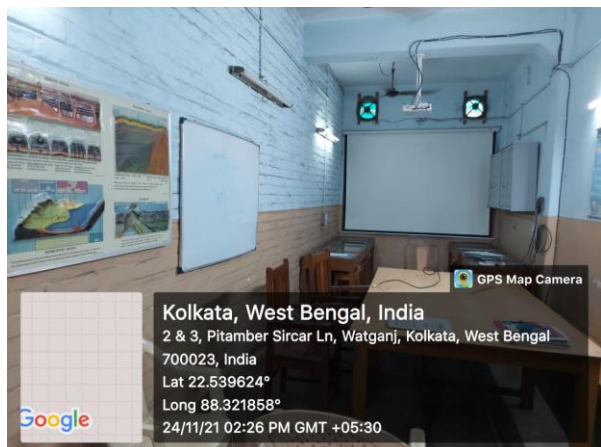 GPS Map Camera
Kolkata, West Bengal, India
2 & 3, Pitamber Sircar Ln, Watganj, Kolkata, West Bengal
700023, India
Lat 22.539624°
Long 88.321858°
24/11/21 02:26 PM GMT +05:30
Google